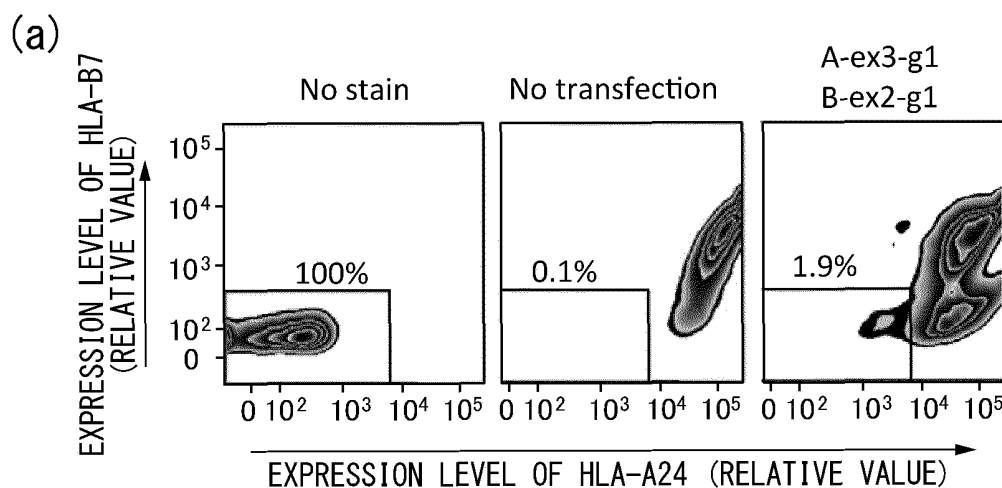 (a)
EXPRESSION LEVEL OF HLA-B7
(RELATIVE VALUE)
No stain
No transfection
A-ex3-g1
B-ex2-g1
10⁵
10⁴
10³
10²
0
100%
0.1%
1.9%
0 10² 10³ 10⁴ 10⁵
0 10² 10³ 10⁴ 10⁵
0 10² 10³ 10⁴ 10⁵
EXPRESSION LEVEL OF HLA-A24 (RELATIVE VALUE)